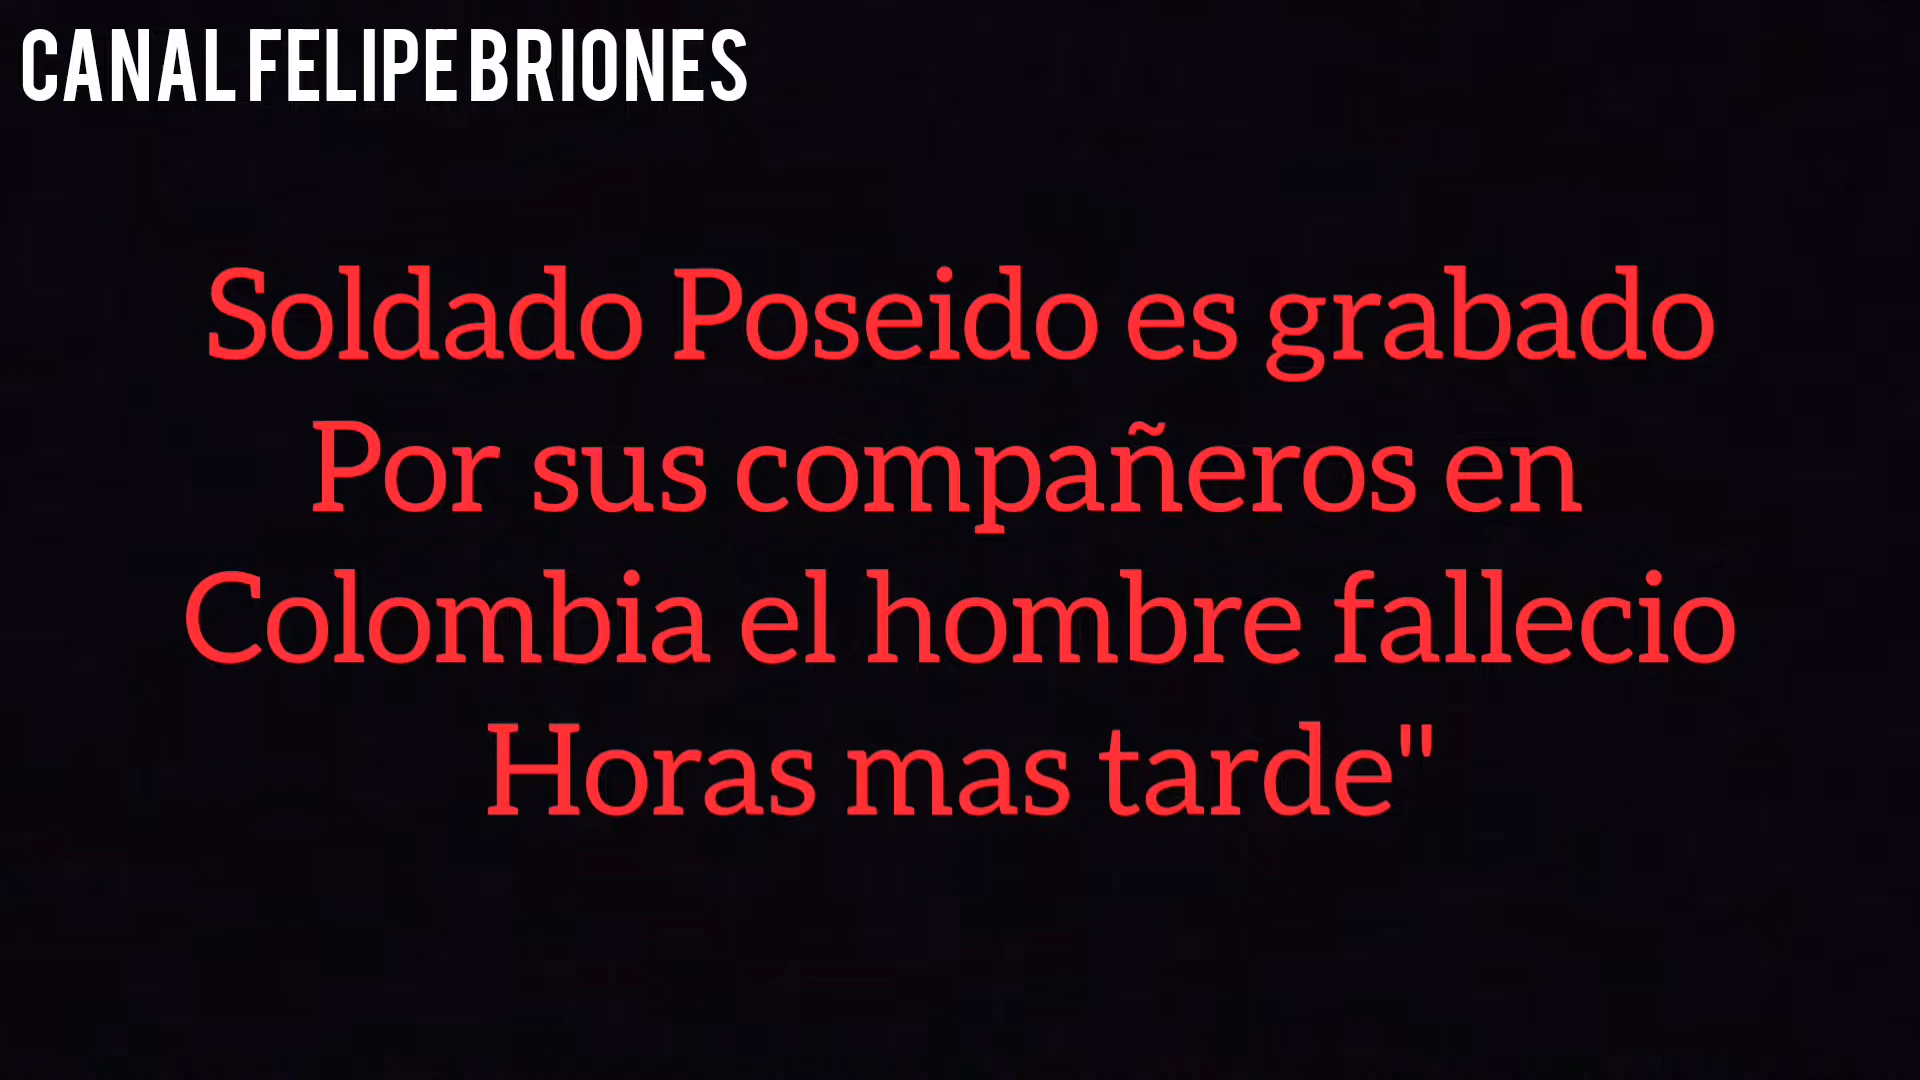 CANAL FELIPE BRIONES
Soldado Poseido es grabado
Por sus compañeros en
Colombia el hombre fallecio
Horas mas tarde"